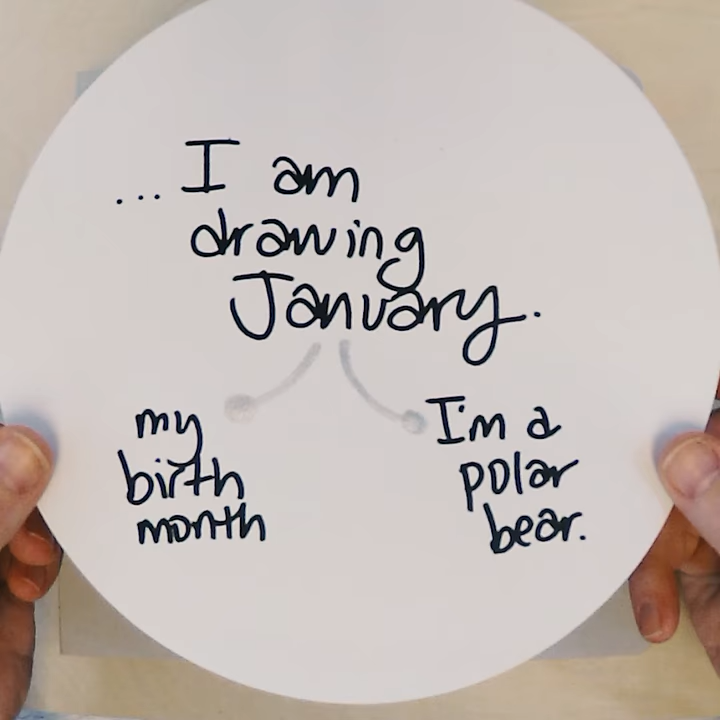 ...I am
drawing
January.
my
birth
month
I'm a
polar
bear.